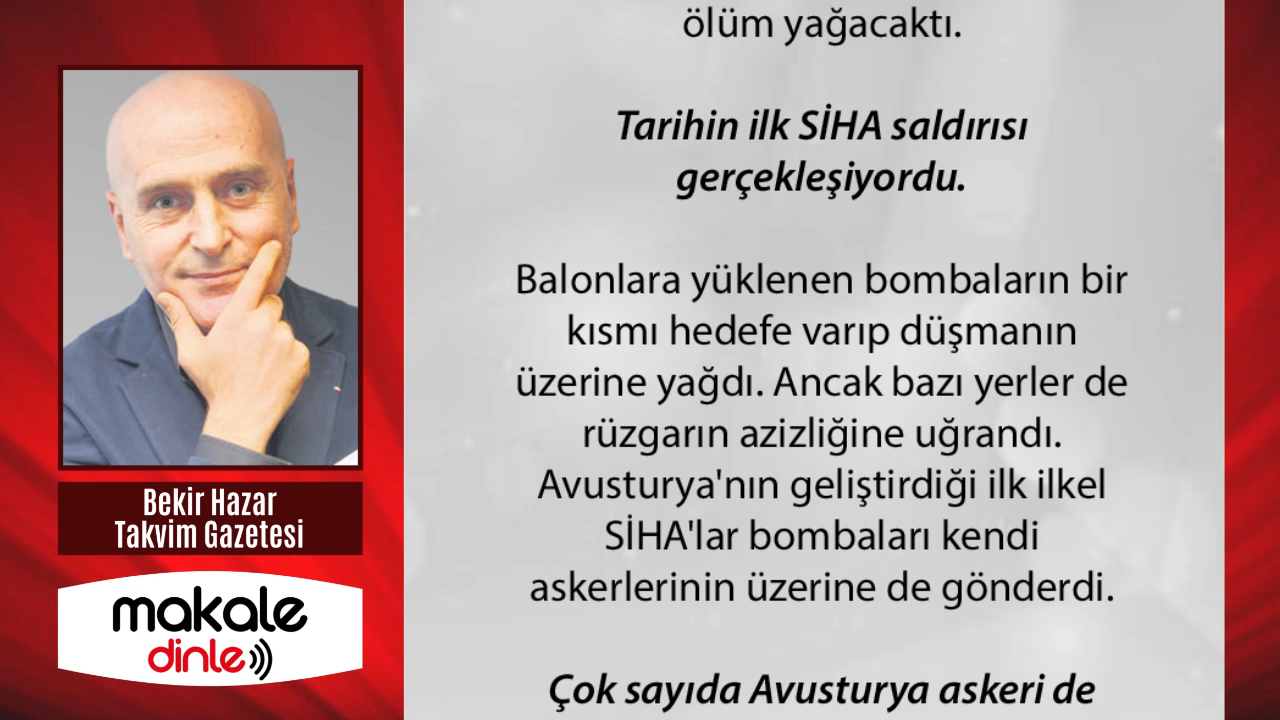 ölüm yağacaktı.
Tarihin ilk SİHA saldırısı
gerçekleşiyordu.
Balonlara yüklenen bombaların bir
kısmı hedefe varıp düşmanın
üzerine yağdı. Ancak bazı yerler de
rüzgarın azizliğine uğrandı.
Avusturya'nın geliştirdiği ilk ilkel
SİHA'lar bombaları kendi
askerlerinin üzerine de gönderdi.
Çok sayıda Avusturya askeri de
Bekir Hazar
Takvim Gazetesi
makale
dinle